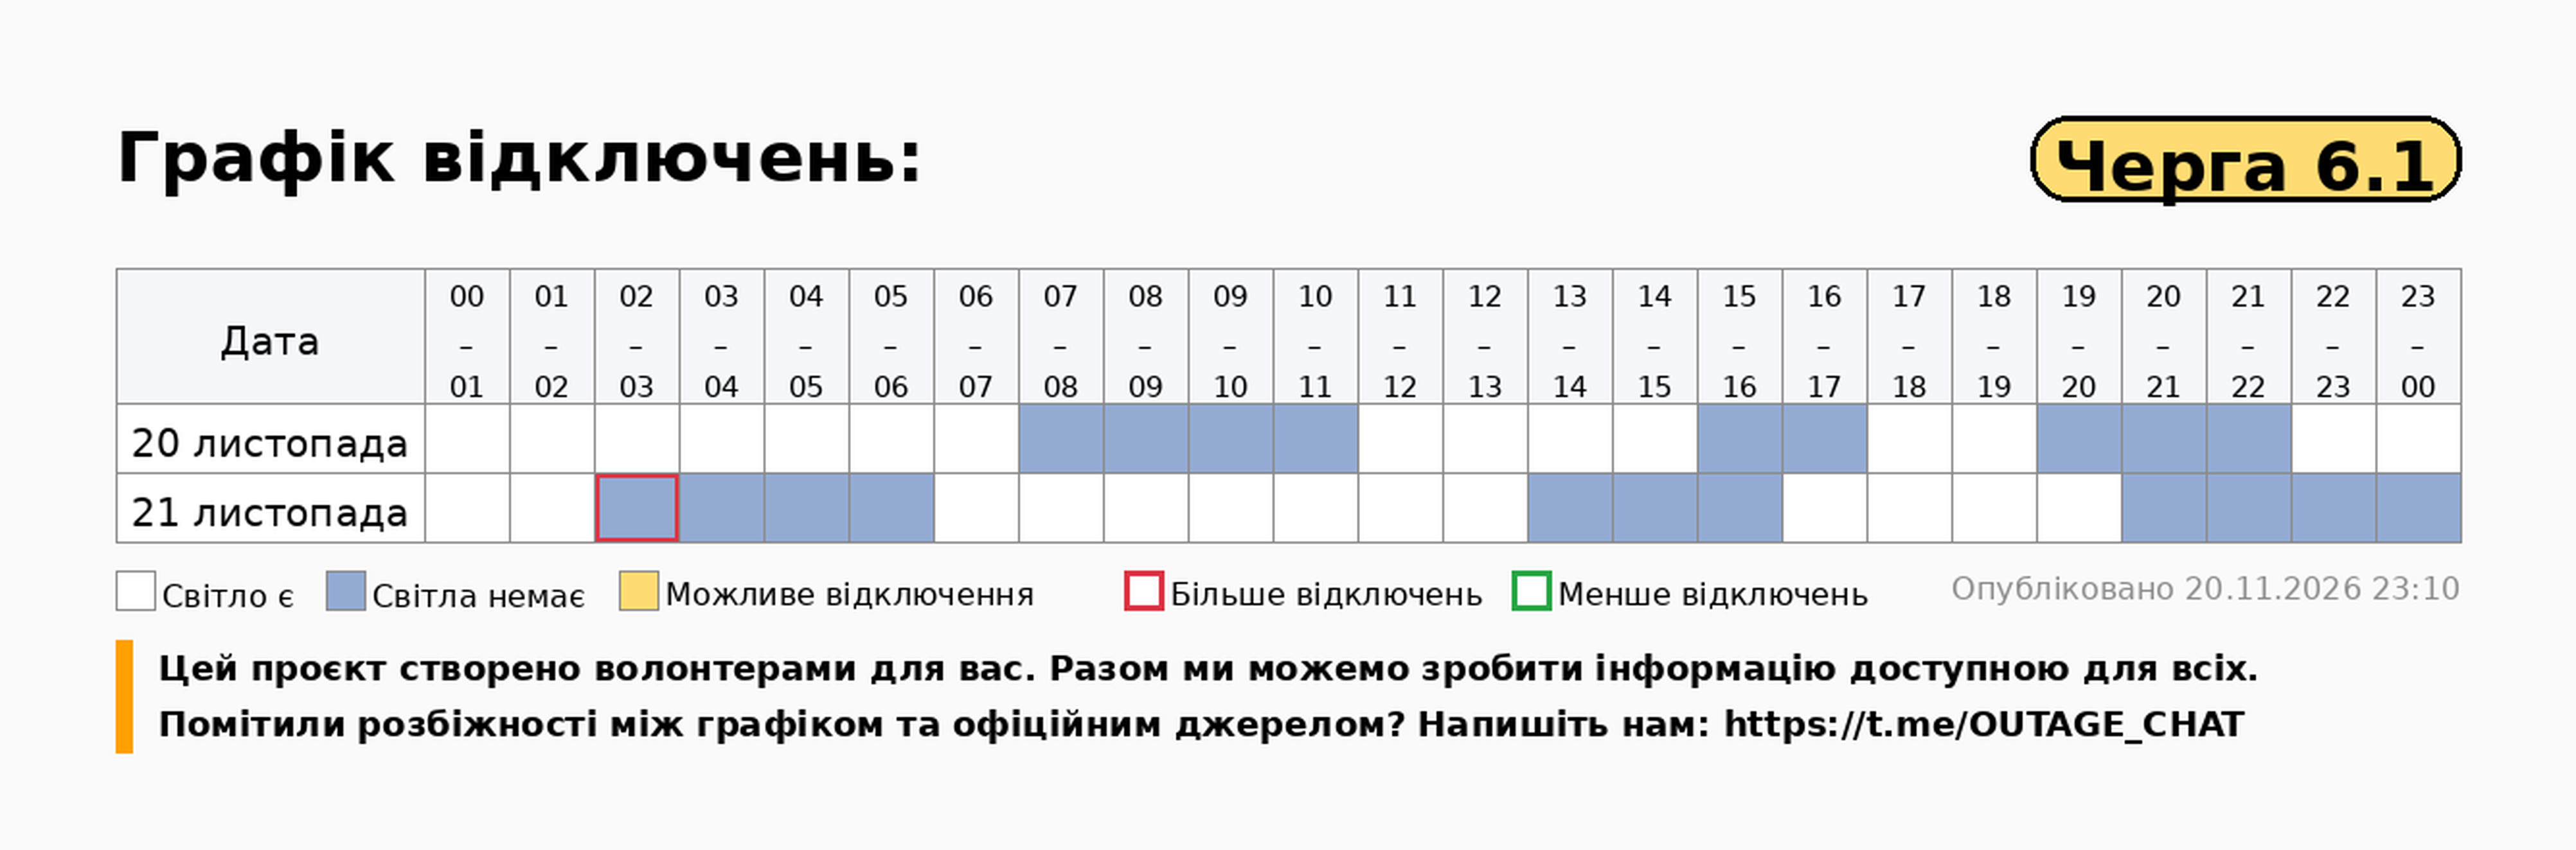 Графік відключень:
Черга 6.1
Дата 00 – 01 01 – 02 02 – 03 03 – 04 04 – 05 05 – 06 06 – 07 07 – 08 08 – 09 09 – 10 10 – 11 11 – 12 12 – 13 13 – 14 14 – 15 15 – 16 16 – 17 17 – 18 18 – 19 19 – 20 20 – 21 21 – 22 22 – 23 23 – 00
20 листопада
21 листопада
Світло є Світла немає Можливе відключення Більше відключень Менше відключень Опубліковано 20.11.2026 23:10
Цей проєкт створено волонтерами для вас. Разом ми можемо зробити інформацію доступною для всіх.
Помітили розбіжності між графіком та офіційним джерелом? Напишіть нам: https://t.me/OUTAGE_CHAT